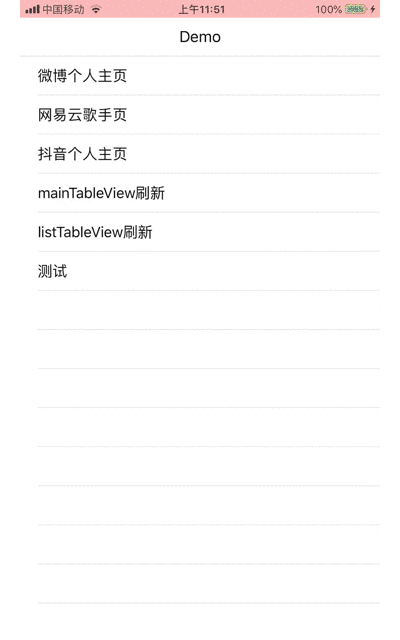 中国移动 上午11:51 100%
Demo
微博个人主页
网易云歌手页
抖音个人主页
mainTableView刷新
listTableView刷新
测试